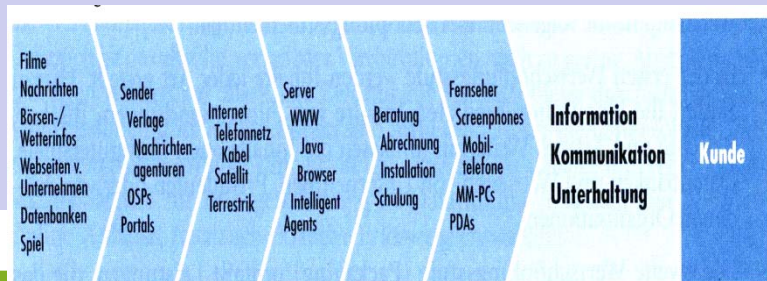 Filme
Nachrichten
Börsen-/
Wetterinfos
Webseiten v.
Unternehmen
Datenbanken
Spiel
Sender
Verlage
Nachrichten-
agenturen
OSPs
Portals
Internet
Telefonnetz
Kabel
Satellit
Terrestrik
Server
WWW
Java
Browser
Intelligent
Agents
Beratung
Abrechnung
Installation
Schulung
Fernseher
Screenphones
Mobil-
telefone
MM-PCs
PDAs
Information
Kommunikation
Unterhaltung
Kunde